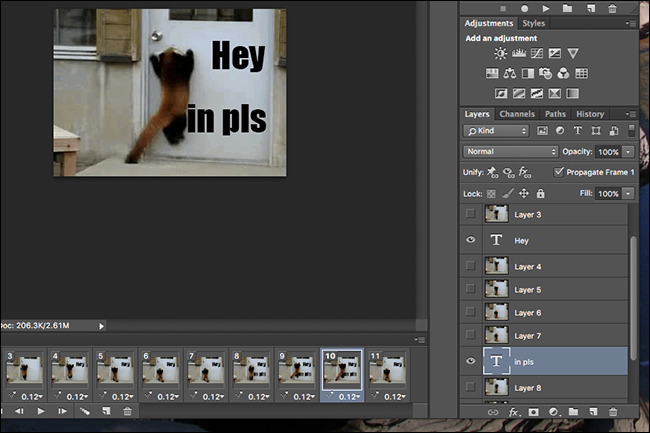 Hey
in pls
Adjustments Styles
Add an adjustment
Layers Channels Paths History
Kind
Normal Opacity: 100%
Unify: Propagate Frame 1
Lock: Fill: 100%
Layer 3
T Hey
Layer 4
Layer 5
Layer 6
Layer 7
T in pls
Layer 8
fx
Doc: 206.3K/2.61M
3 4 5 6 7 8 9 10 11
0.12 0.12 0.12 0.12 0.12 0.12 0.12 0.12 0.12